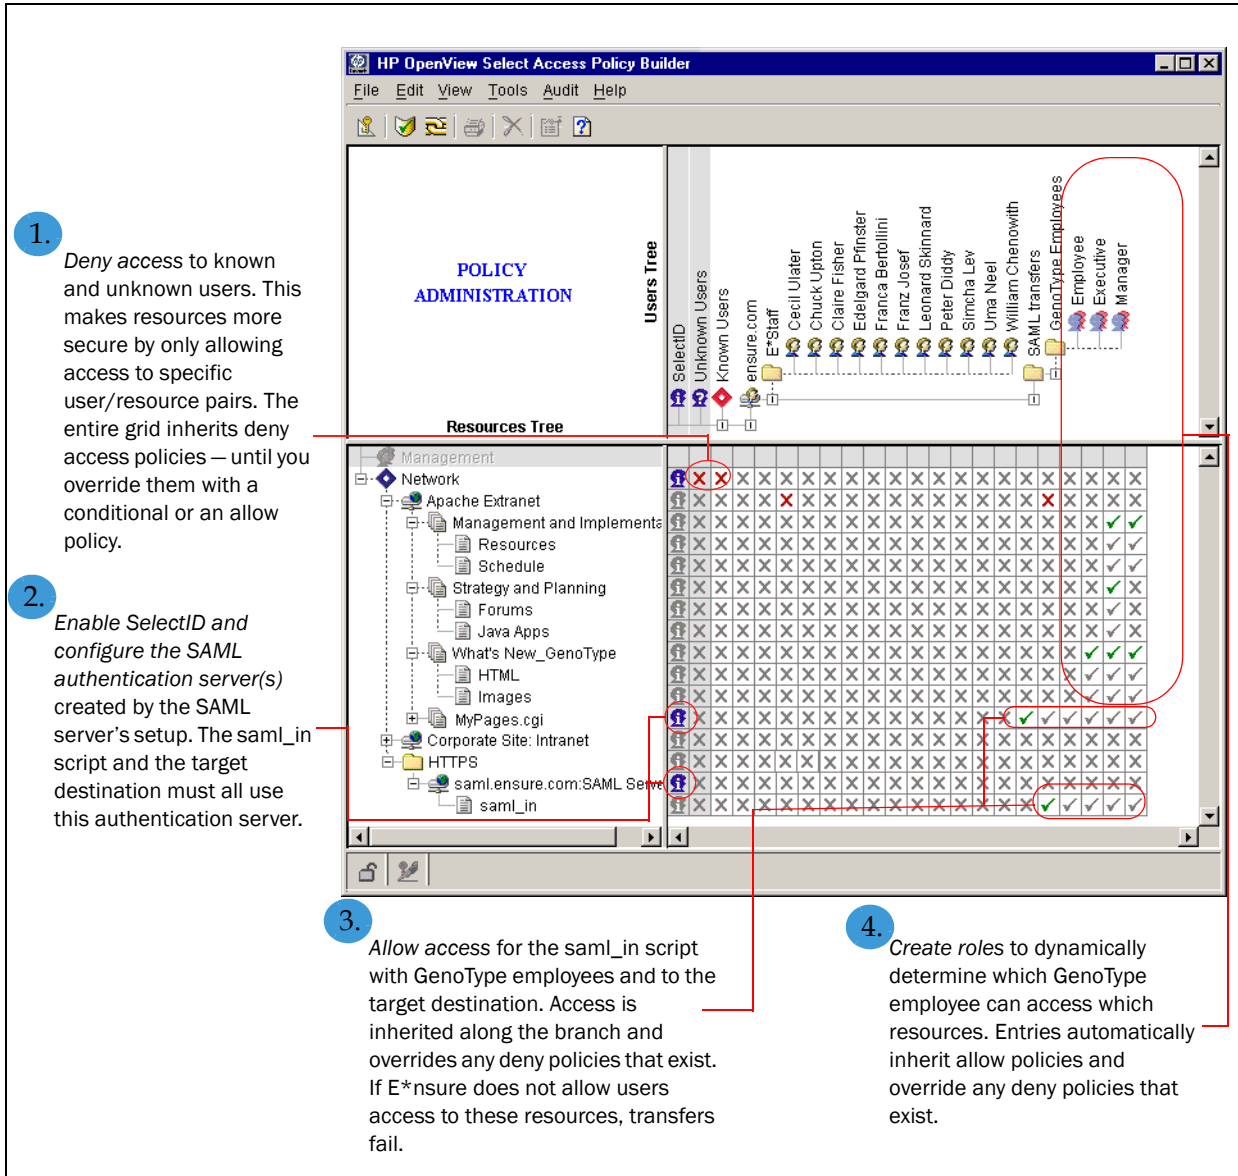 HP OpenView Select Access Policy Builder
File Edit View Tools Audit Help
POLICY
ADMINISTRATION
Users Tree
Resources Tree
SelectID
Unknown Users
Known Users
ensure.com
E*Staff
Cecil Ulater
Chuck Upton
Claire Fisher
Edelgard Pfinster
Franca Bertollini
Franz Josef
Leonard Skinnard
Peter Diddy
Simcha Lev
Uma Neel
William Chenowith
SAML transfers
GenoType Employees
Employee
Executive
Manager
Management
Network
Apache Extranet
Management and Implementa
Resources
Schedule
Strategy and Planning
Forums
Java Apps
What's New_GenoType
HTML
Images
MyPages.cgi
Corporate Site: Intranet
HTTPS
saml.ensure.com:SAML Serve
saml_in
1.
Deny access to known
and unknown users. This
makes resources more
secure by only allowing
access to specific
user/resource pairs. The
entire grid inherits deny
access policies — until you
override them with a
conditional or an allow
policy.
2.
Enable SelectID and
configure the SAML
authentication server(s)
created by the SAML
server's setup. The saml_in
script and the target
destination must all use
this authentication server.
3.
Allow access for the saml_in script
with GenoType employees and to the
target destination. Access is
inherited along the branch and
overrides any deny policies that exist.
If E*nsure does not allow users
access to these resources, transfers
fail.
4.
Create roles to dynamically
determine which GenoType
employee can access which
resources. Entries automatically
inherit allow policies and
override any deny policies that
exist.